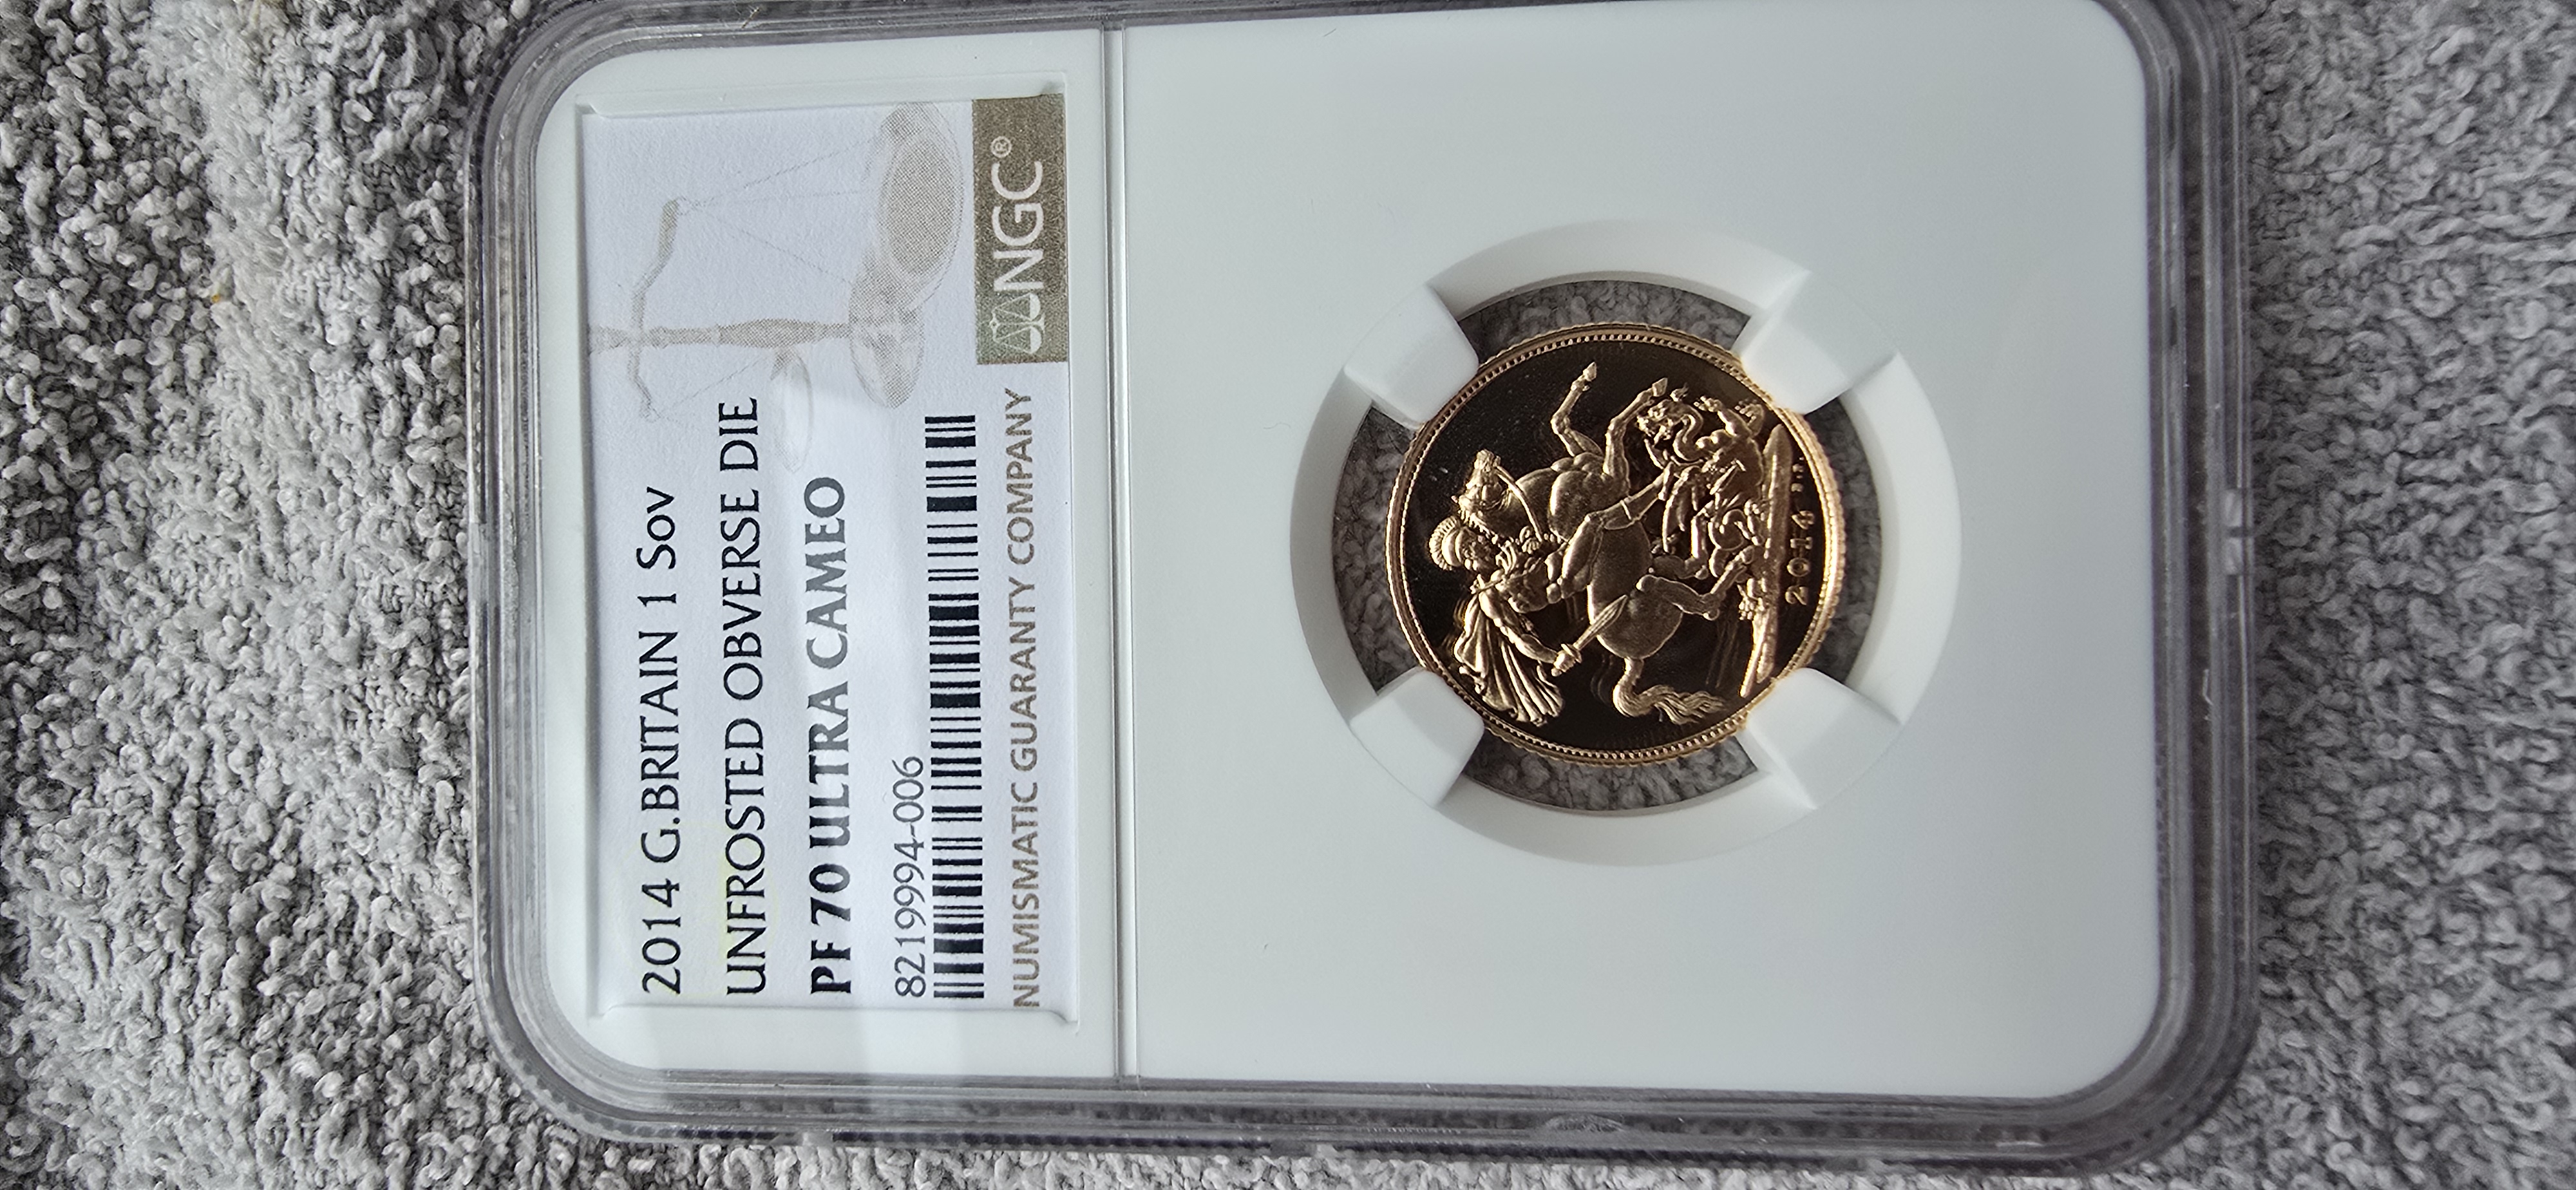 2014 G.BRITAIN 1 Sov
UNFROSTED OBVERSE DIE
PF 70 ULTRA CAMEO
8219994-006
NUMISMATIC GUARANTY COMPANY
NGC®
2014